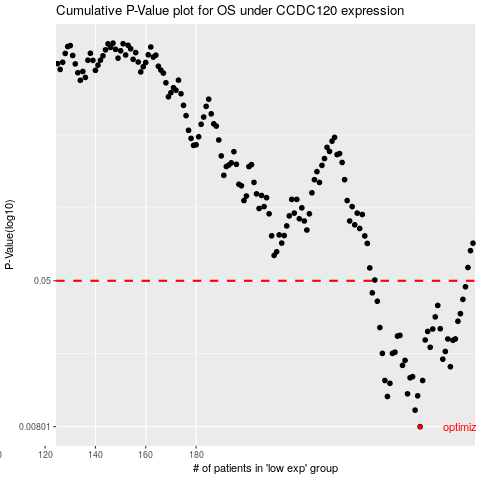 Cumulative P-Value plot for OS under CCDC120 expression
P-Value(log10)
0.05
0.00801
optimiz
0 120 140 160 180
# of patients in 'low exp' group